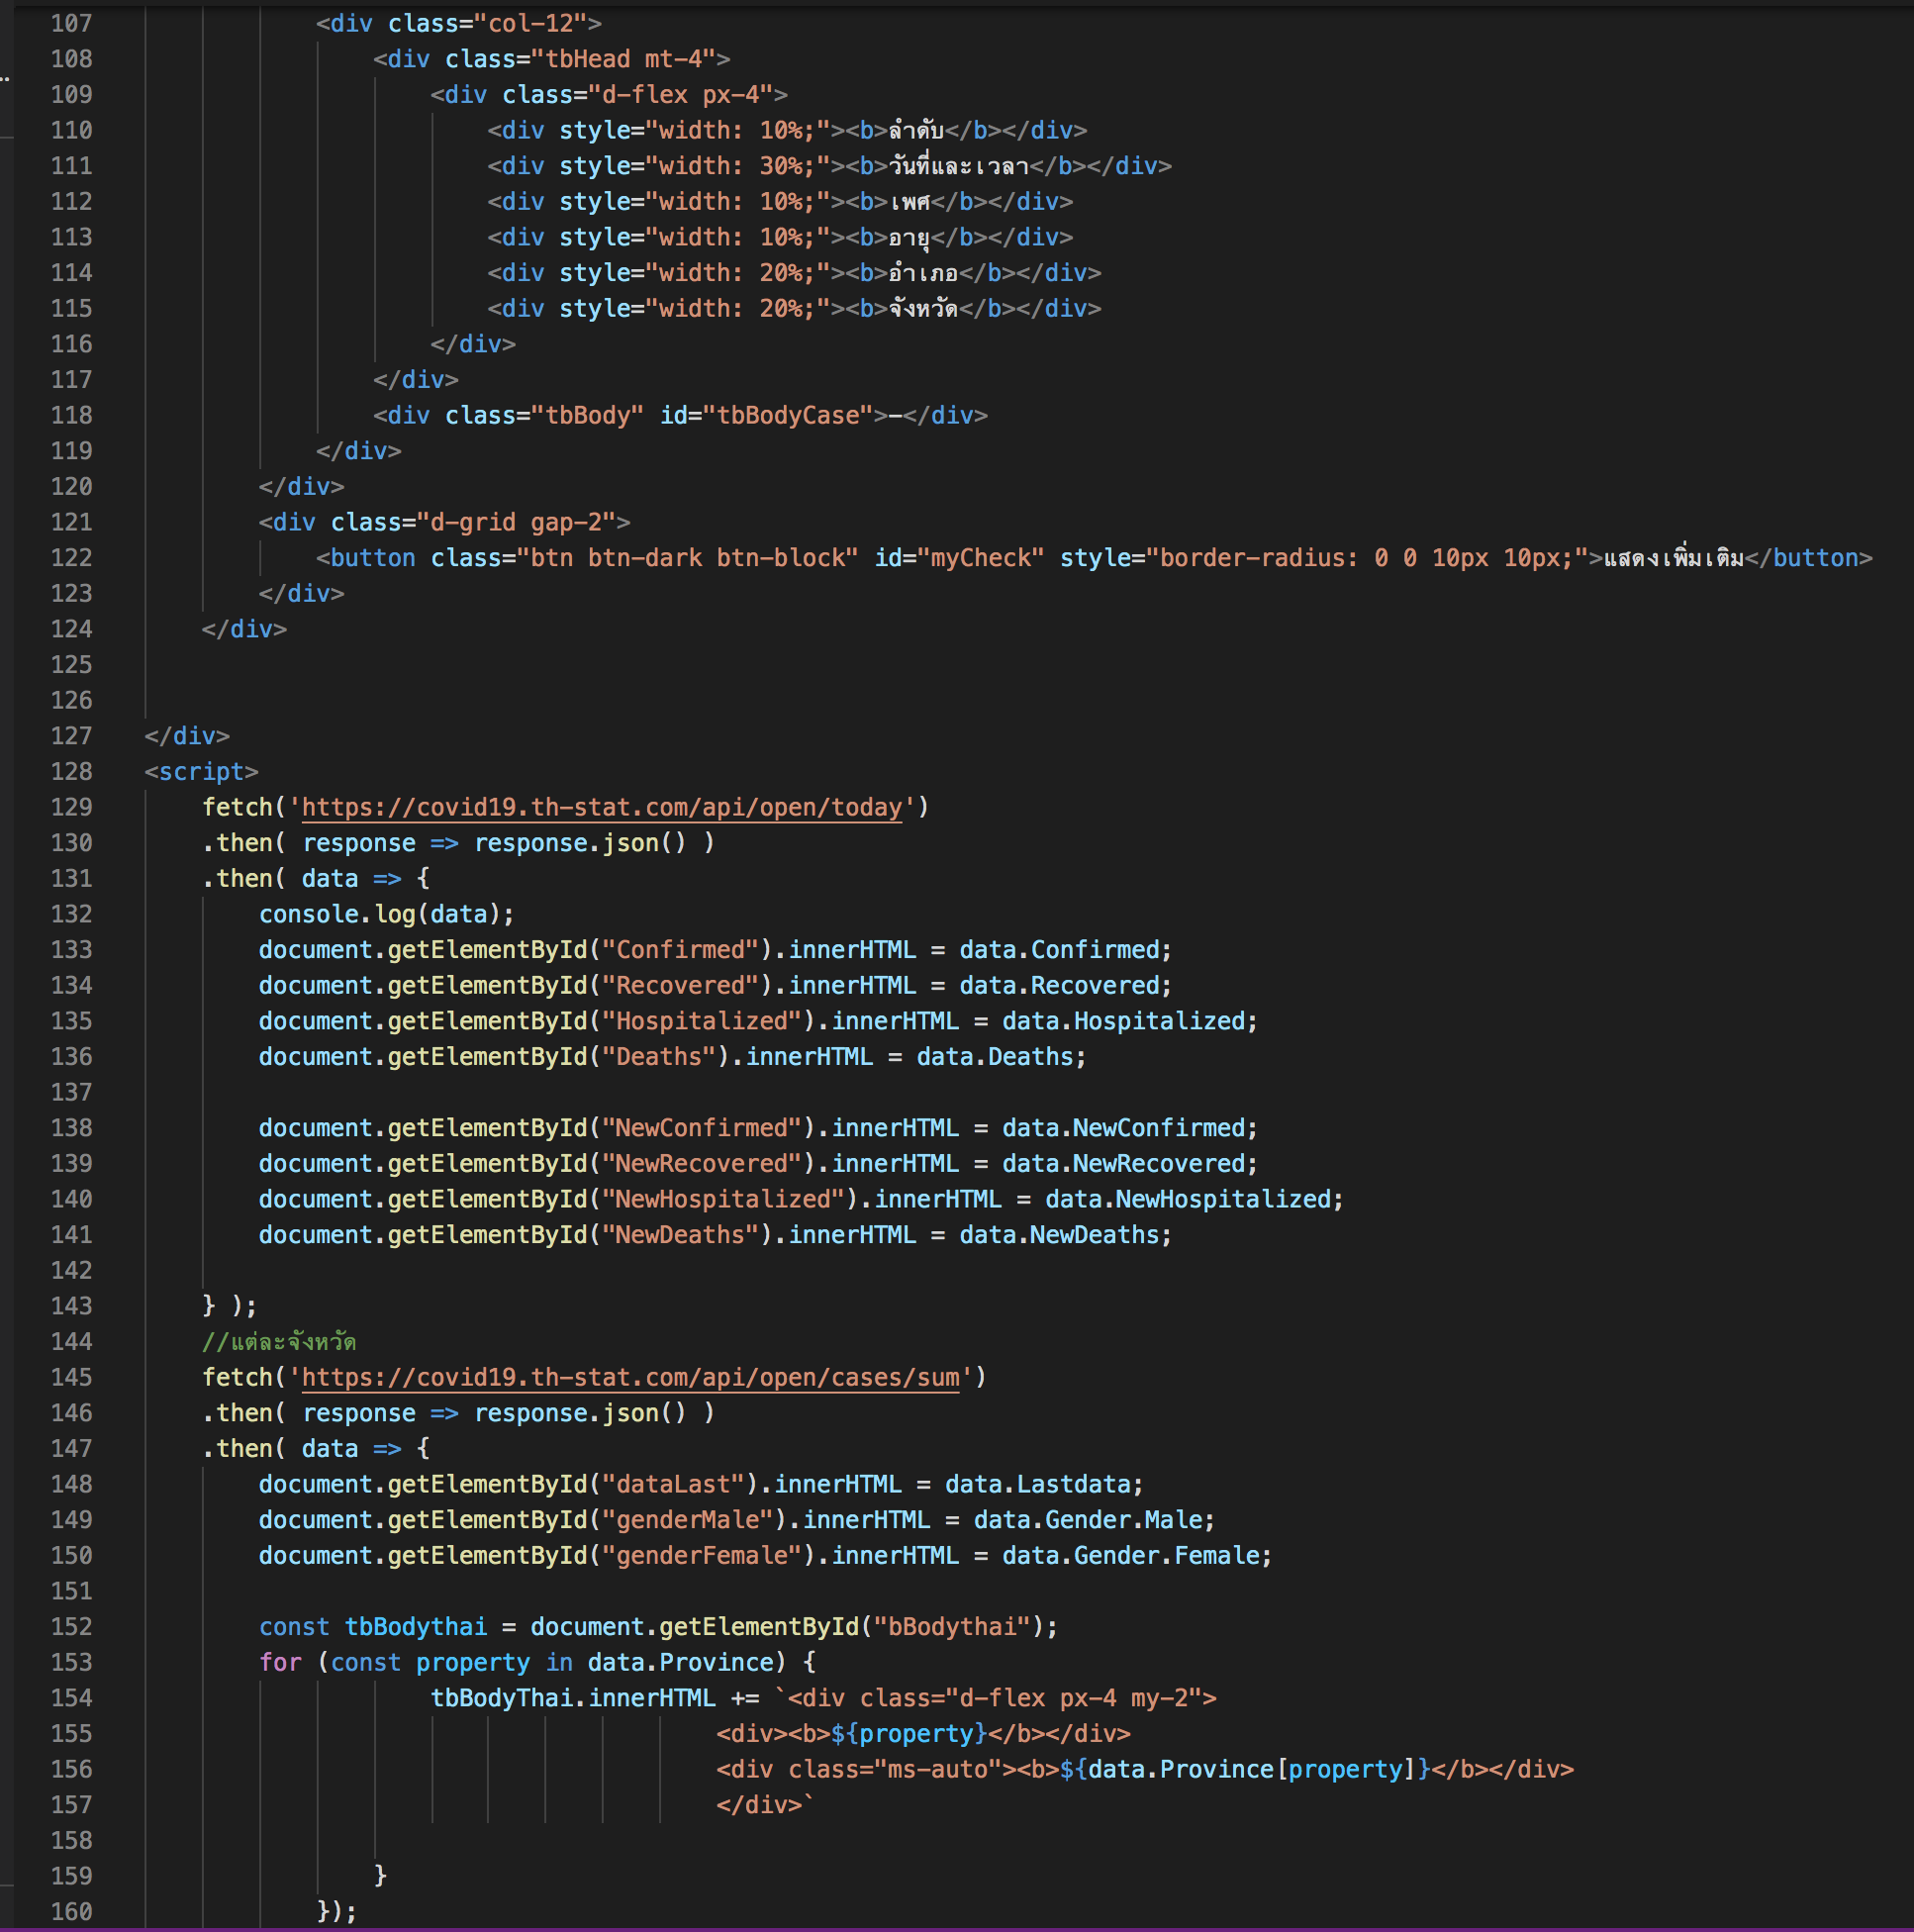 107 <div class="col-12">
108 <div class="tbHead mt-4">
109 <div class="d-flex px-4">
110 <div style="width: 10%;"><b>ลำดับ</b></div>
111 <div style="width: 30%;"><b>วันที่และเวลา</b></div>
112 <div style="width: 10%;"><b>เพศ</b></div>
113 <div style="width: 10%;"><b>อายุ</b></div>
114 <div style="width: 20%;"><b>อำเภอ</b></div>
115 <div style="width: 20%;"><b>จังหวัด</b></div>
116 </div>
117 </div>
118 <div class="tbBody" id="tbBodyCase">-</div>
119 </div>
120 </div>
121 <div class="d-grid gap-2">
122 <button class="btn btn-dark btn-block" id="myCheck" style="border-radius: 0 0 10px 10px;">แสดงเพิ่มเติม</button>
123 </div>
124 </div>
125
126
127 </div>
128 <script>
129 fetch('https://covid19.th-stat.com/api/open/today')
130 .then( response => response.json() )
131 .then( data => {
132 console.log(data);
133 document.getElementById("Confirmed").innerHTML = data.Confirmed;
134 document.getElementById("Recovered").innerHTML = data.Recovered;
135 document.getElementById("Hospitalized").innerHTML = data.Hospitalized;
136 document.getElementById("Deaths").innerHTML = data.Deaths;
137
138 document.getElementById("NewConfirmed").innerHTML = data.NewConfirmed;
139 document.getElementById("NewRecovered").innerHTML = data.NewRecovered;
140 document.getElementById("NewHospitalized").innerHTML = data.NewHospitalized;
141 document.getElementById("NewDeaths").innerHTML = data.NewDeaths;
142
143 } );
144 //แต่ละจังหวัด
145 fetch('https://covid19.th-stat.com/api/open/cases/sum')
146 .then( response => response.json() )
147 .then( data => {
148 document.getElementById("dataLast").innerHTML = data.Lastdata;
149 document.getElementById("genderMale").innerHTML = data.Gender.Male;
150 document.getElementById("genderFemale").innerHTML = data.Gender.Female;
151
152 const tbBodythai = document.getElementById("bBodythai");
153 for (const property in data.Province) {
154 tbBodyThai.innerHTML += `<div class="d-flex px-4 my-2">
155 <div><b>${property}</b></div>
156 <div class="ms-auto"><b>${data.Province[property]}</b></div>
157 </div>`
158
159 }
160 });